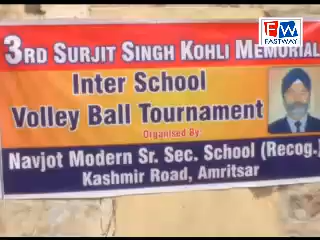 EW
FASTWAY
3RD SURJIT SINGH KOHLI MEMORIAL
Inter School
Volley Ball Tournament
Organised By:
Navjot Modern Sr. Sec. School (Recog.)
Kashmir Road, Amritsar